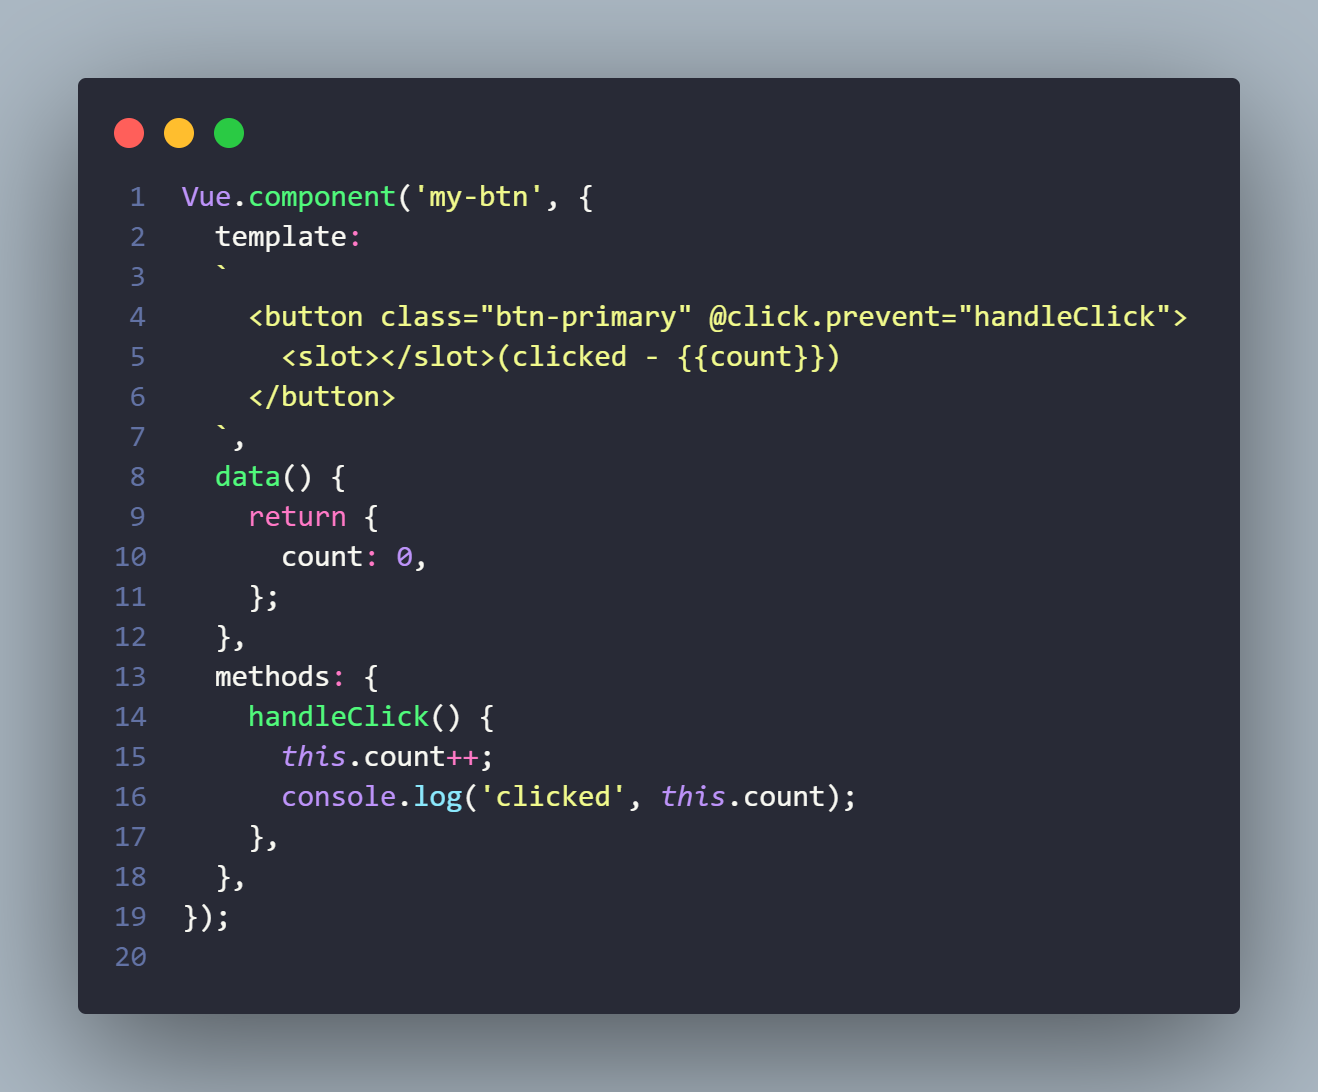 1 Vue.component('my-btn', {
2   template:
3   `
4     <button class="btn-primary" @click.prevent="handleClick">
5       <slot></slot>(clicked - {{count}})
6     </button>
7   `,
8   data() {
9     return {
10       count: 0,
11     };
12   },
13   methods: {
14     handleClick() {
15       this.count++;
16       console.log('clicked', this.count);
17     },
18   },
19 });
20